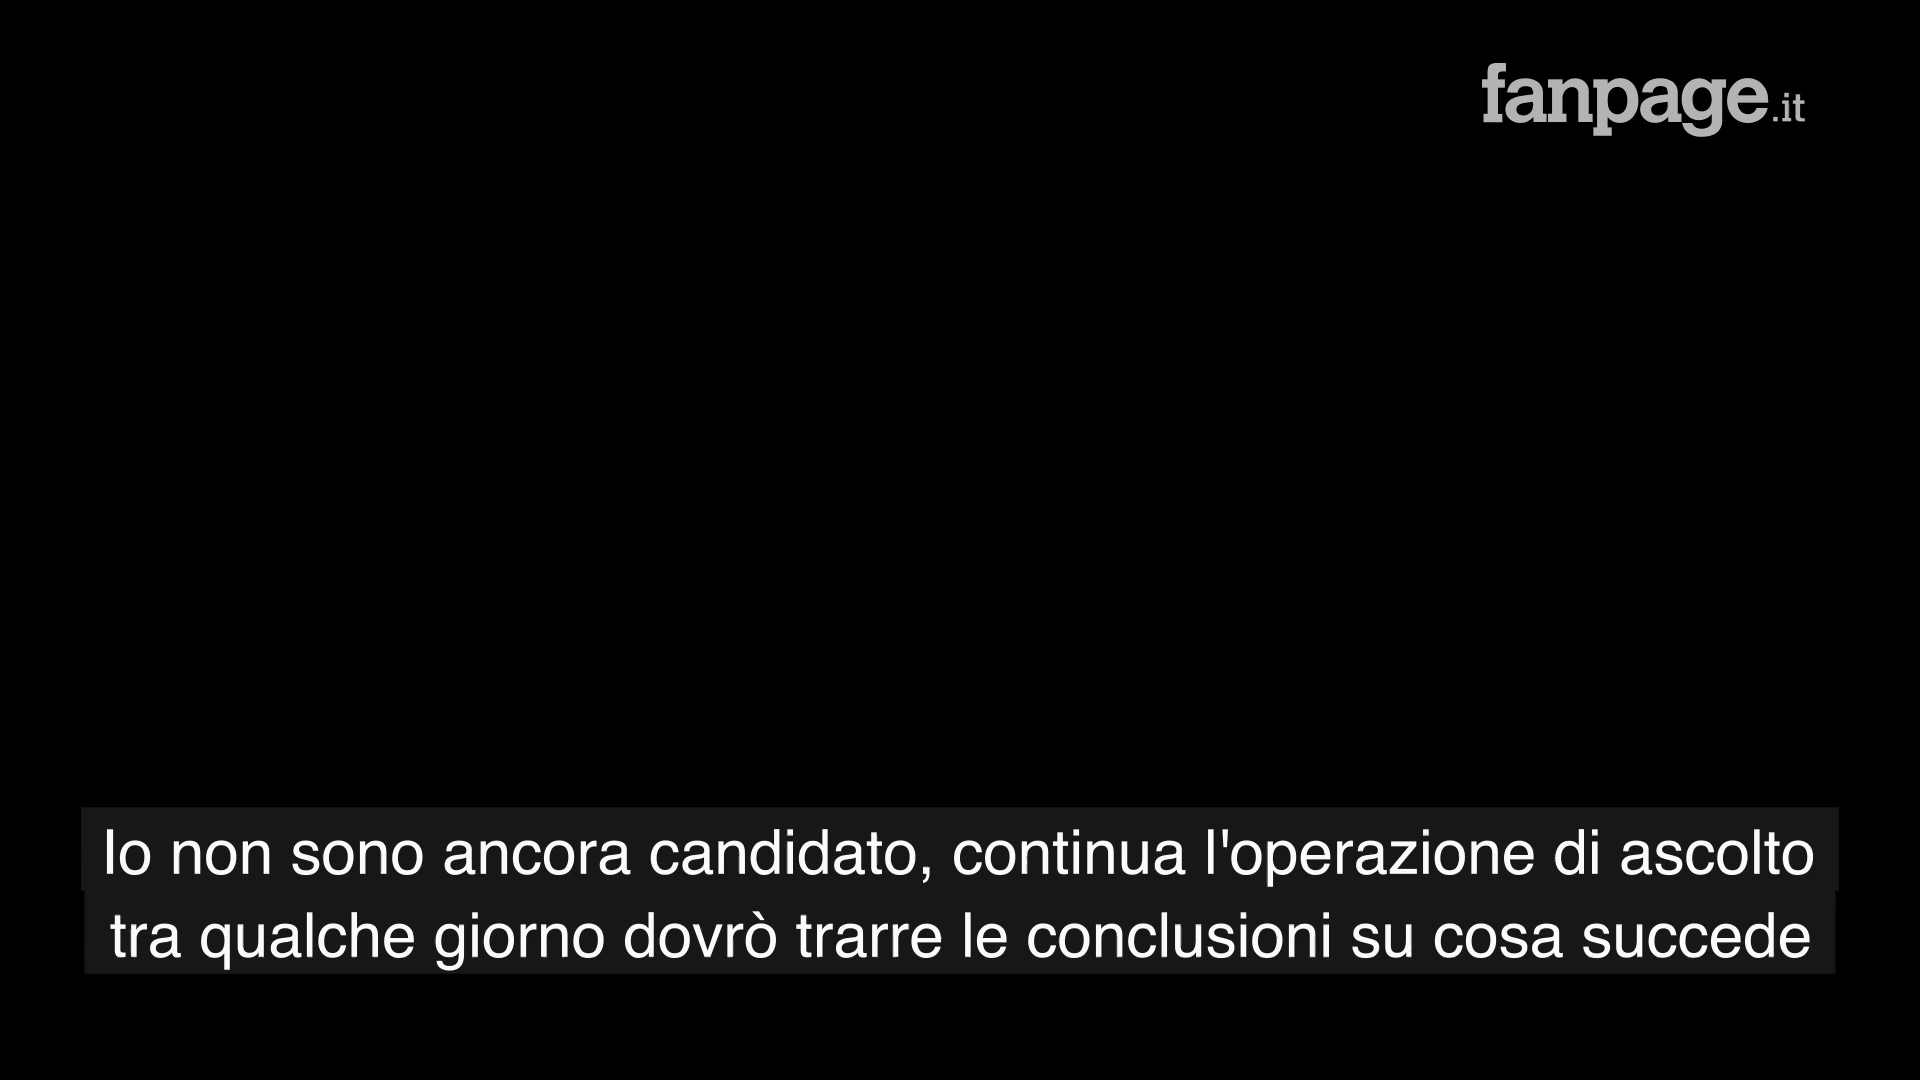 fanpage.it
Io non sono ancora candidato, continua l'operazione di ascolto
tra qualche giorno dovrò trarre le conclusioni su cosa succede